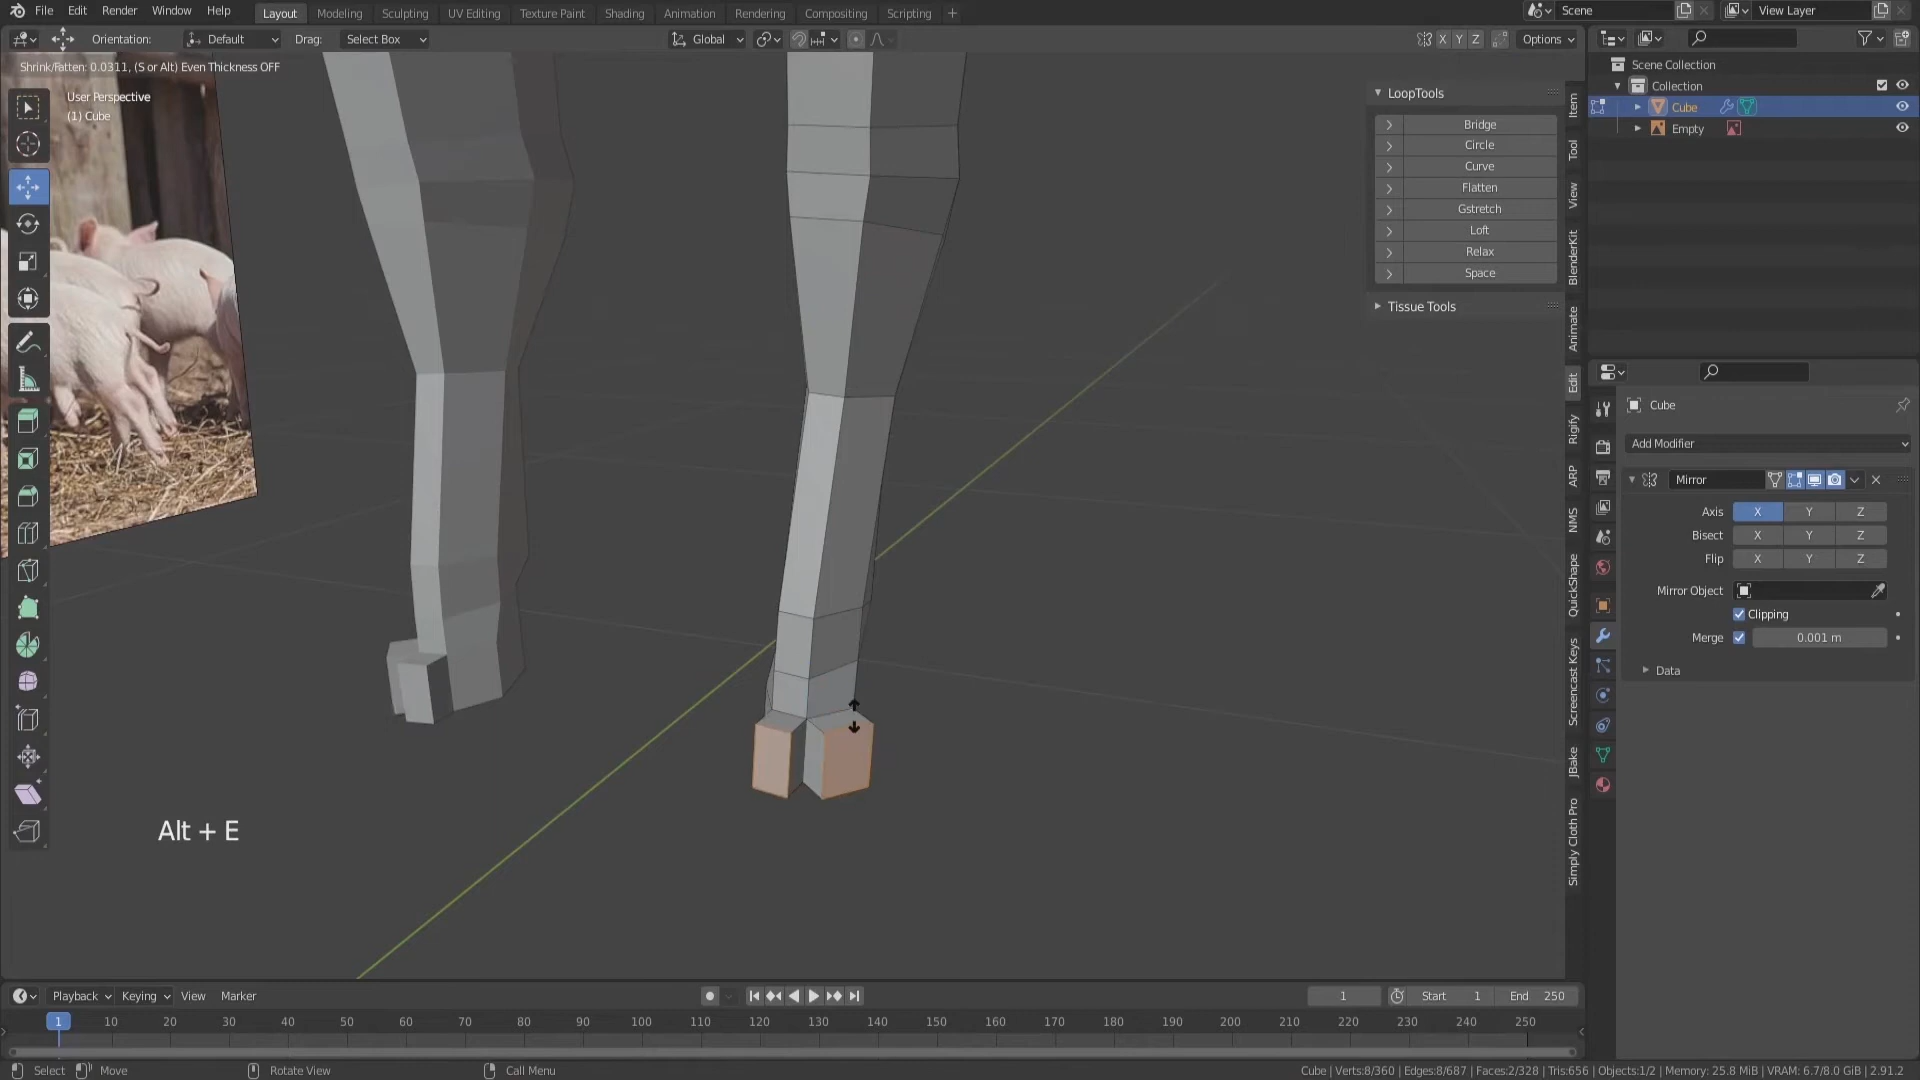 File Edit Render Window Help Layout Modeling Sculpting UV Editing Texture Paint Shading Animation Rendering Compositing Scripting + Scene View Layer
Orientation: Default Drag: Select Box Global X Y Z Options
Shrink/Fatten: 0.0311, (S or Alt) Even Thickness OFF
User Perspective
(1) Cube
LoopTools
Bridge
Circle
Curve
Flatten
Gstretch
Loft
Relax
Space
Tissue Tools
Item
Tool
View
BlenderKit
Animate
Edit
Rigify
ARP
NMS
QuickShape
Screencast Keys
JBake
Simply Cloth Pro
Scene Collection
Collection
Cube
Empty
Cube
Add Modifier
Mirror
Axis X Y Z
Bisect X Y Z
Flip X Y Z
Mirror Object
Clipping
Merge 0.001 m
Data
Alt + E
Playback Keying View Marker 1 Start 1 End 250
1 10 20 30 40 50 60 70 80 90 100 110 120 130 140 150 160 170 180 190 200 210 220 230 240 250
Select Move Rotate View Call Menu Cube | Verts:8/360 | Edges:8/687 | Faces:2/328 | Tris:656 | Objects:1/2 | Memory: 25.8 MiB | VRAM: 6.7/8.0 GiB | 2.91.2